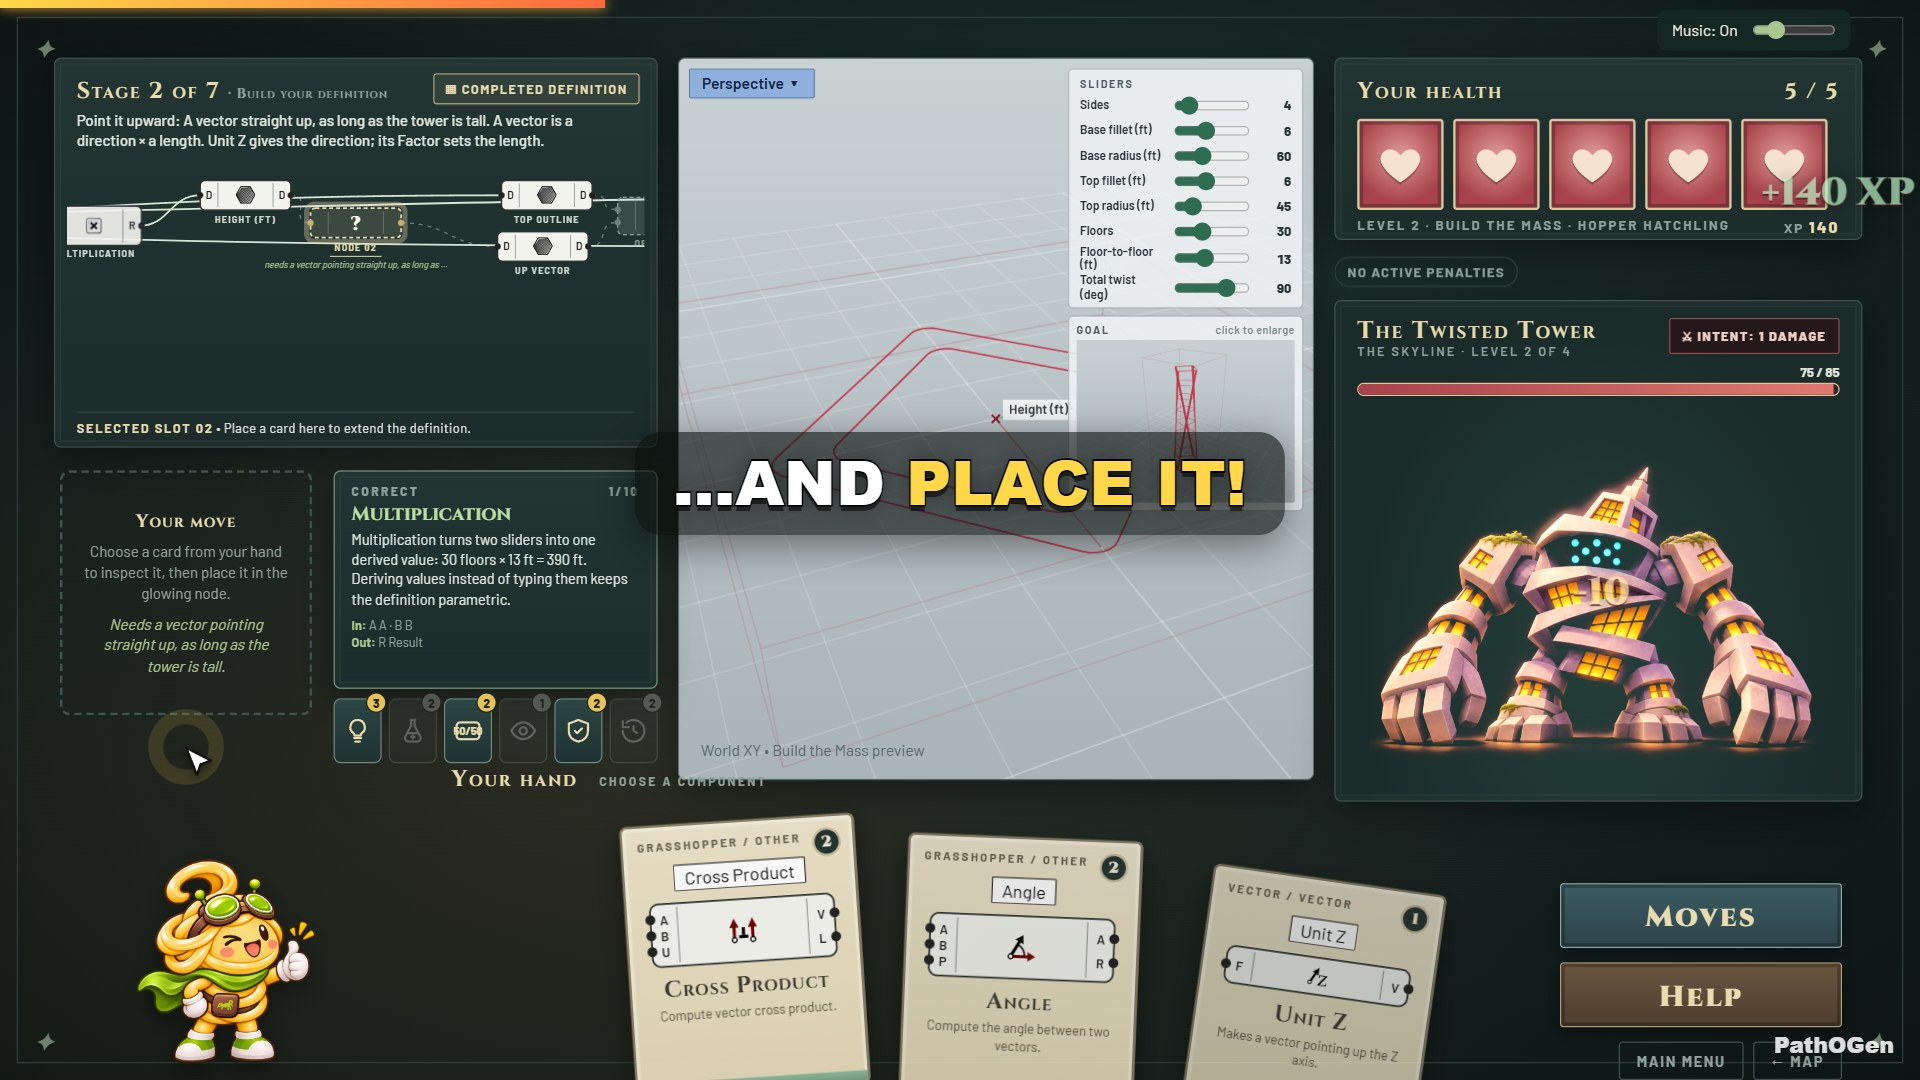 Music: On
STAGE 2 OF 7 · BUILD YOUR DEFINITION
COMPLETED DEFINITION
Point it upward: A vector straight up, as long as the tower is tall. A vector is a
direction × a length. Unit Z gives the direction; its Factor sets the length.
D D
HEIGHT (FT)
R
LTIPLICATION
?
NODE 02
needs a vector pointing straight up, as long as ...
D D
TOP OUTLINE
D D
UP VECTOR
SELECTED SLOT 02 • Place a card here to extend the definition.
YOUR MOVE
Choose a card from your hand
to inspect it, then place it in the
glowing node.
Needs a vector pointing
straight up, as long as the
tower is tall.
CORRECT 1/10
MULTIPLICATION
Multiplication turns two sliders into one
derived value: 30 floors × 13 ft = 390 ft.
Deriving values instead of typing them keeps
the definition parametric.
In: A A · B B
Out: R Result
3 2 2 1 2 2
50/50
YOUR HAND CHOOSE A COMPONENT
Perspective ▼
SLIDERS
Sides 4
Base fillet (ft) 6
Base radius (ft) 60
Top fillet (ft) 6
Top radius (ft) 45
Floors 30
Floor-to-floor
(ft) 13
Total twist
(deg) 90
GOAL click to enlarge
Height (ft)
...AND PLACE IT!
World XY • Build the Mass preview
YOUR HEALTH 5 / 5
+140 XP
LEVEL 2 · BUILD THE MASS · HOPPER HATCHLING XP 140
NO ACTIVE PENALTIES
THE TWISTED TOWER
INTENT: 1 DAMAGE
THE SKYLINE · LEVEL 2 OF 4
75 / 85
-10
GRASSHOPPER / OTHER 2
Cross Product
A B U V L
CROSS PRODUCT
Compute vector cross product.
GRASSHOPPER / OTHER 2
Angle
A B P A R
ANGLE
Compute the angle between two
vectors.
VECTOR / VECTOR 1
Unit Z
F Z V
UNIT Z
Makes a vector pointing up the Z
axis.
MOVES
HELP
MAIN MENU
← MAP
PathOGen